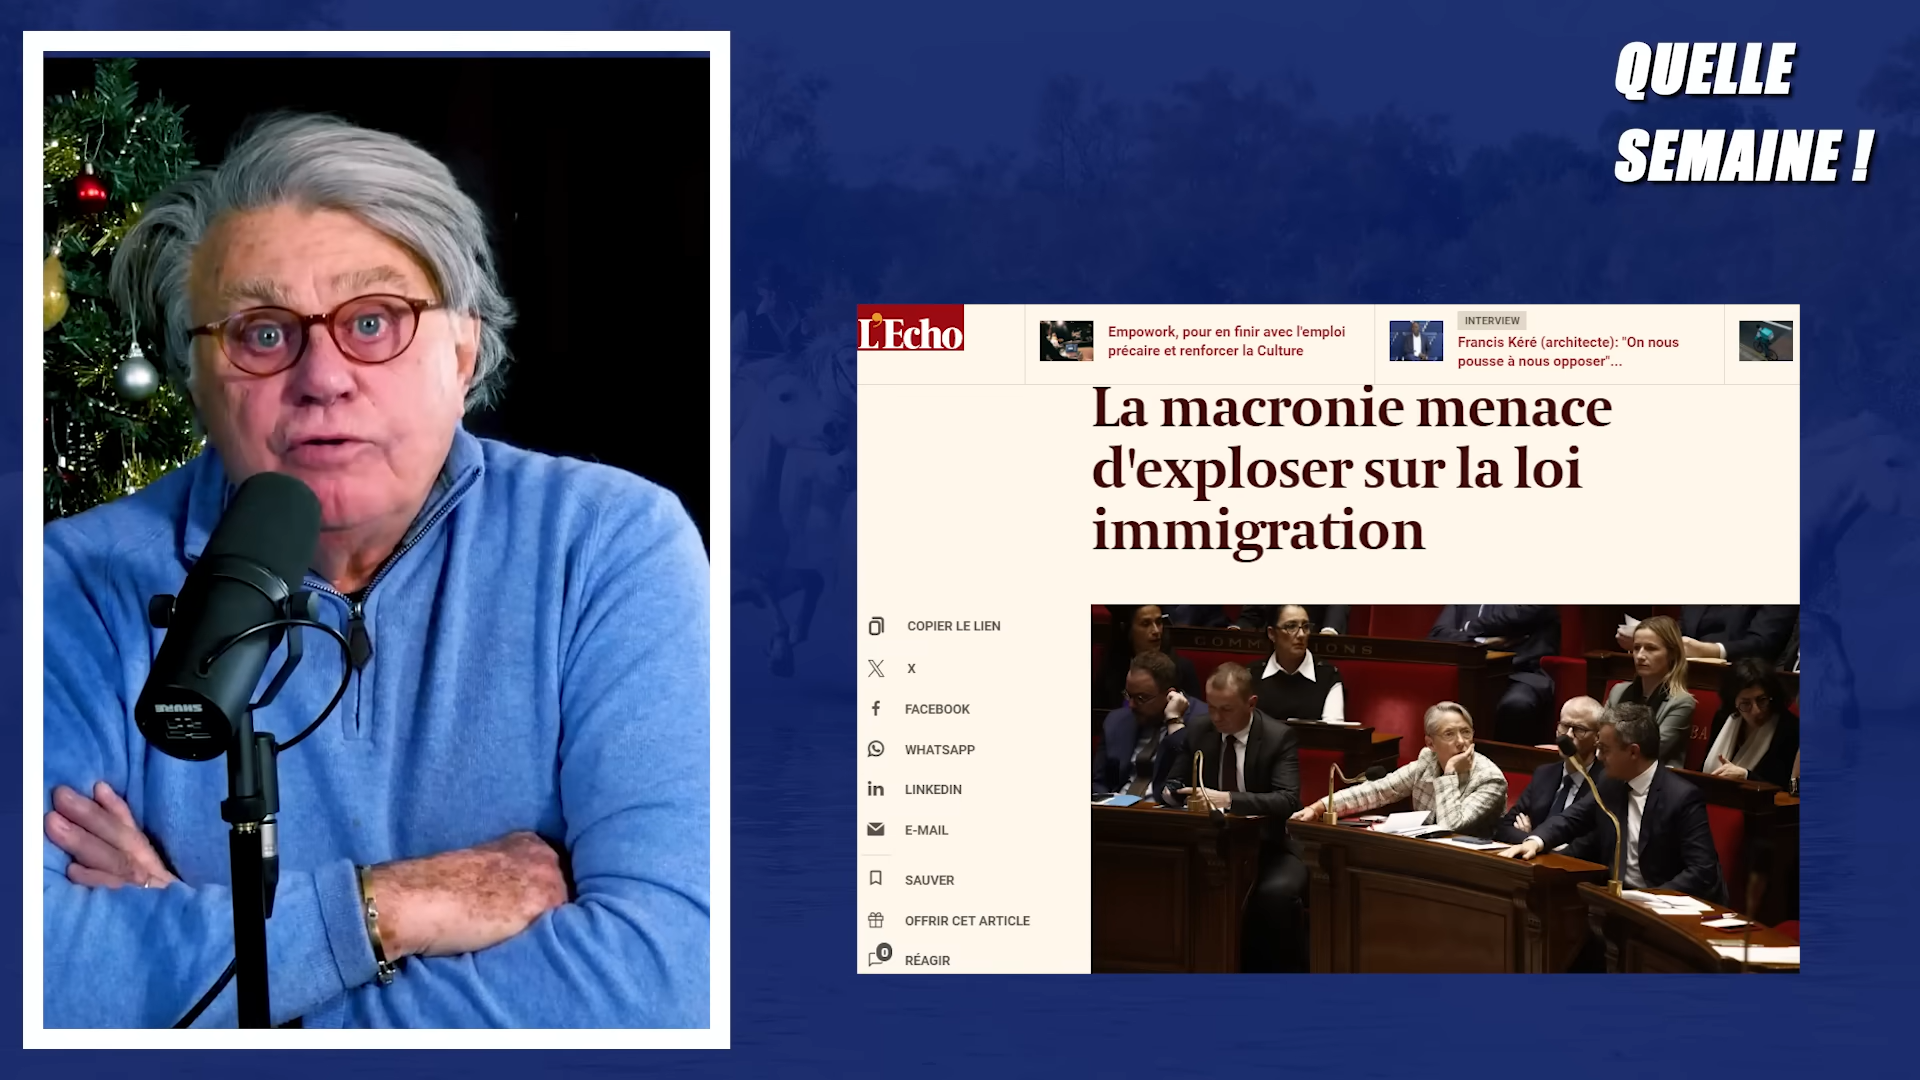 QUELLE
SEMAINE !
L'Echo
Empowork, pour en finir avec l'emploi
précaire et renforcer la Culture
INTERVIEW
Francis Kéré (architecte): "On nous
pousse à nous opposer"...
La macronie menace
d'exploser sur la loi
immigration
COPIER LE LIEN
X
FACEBOOK
WHATSAPP
LINKEDIN
E-MAIL
SAUVER
OFFRIR CET ARTICLE
0
RÉAGIR
SHURE